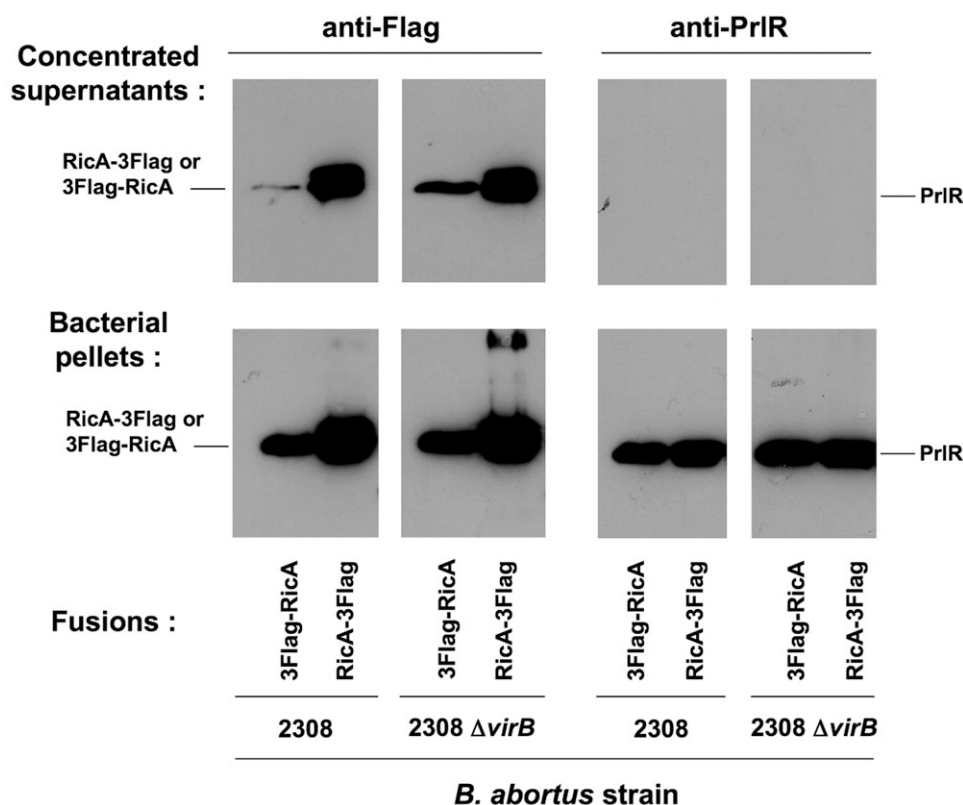 anti-Flag
anti-PrlR
Concentrated
supernatants :
RicA-3Flag or
3Flag-RicA
PrlR
Bacterial
pellets :
RicA-3Flag or
3Flag-RicA
PrlR
Fusions :
3Flag-RicA
RicA-3Flag
3Flag-RicA
RicA-3Flag
3Flag-RicA
RicA-3Flag
3Flag-RicA
RicA-3Flag
2308
2308 ΔvirB
2308
2308 ΔvirB
B. abortus strain